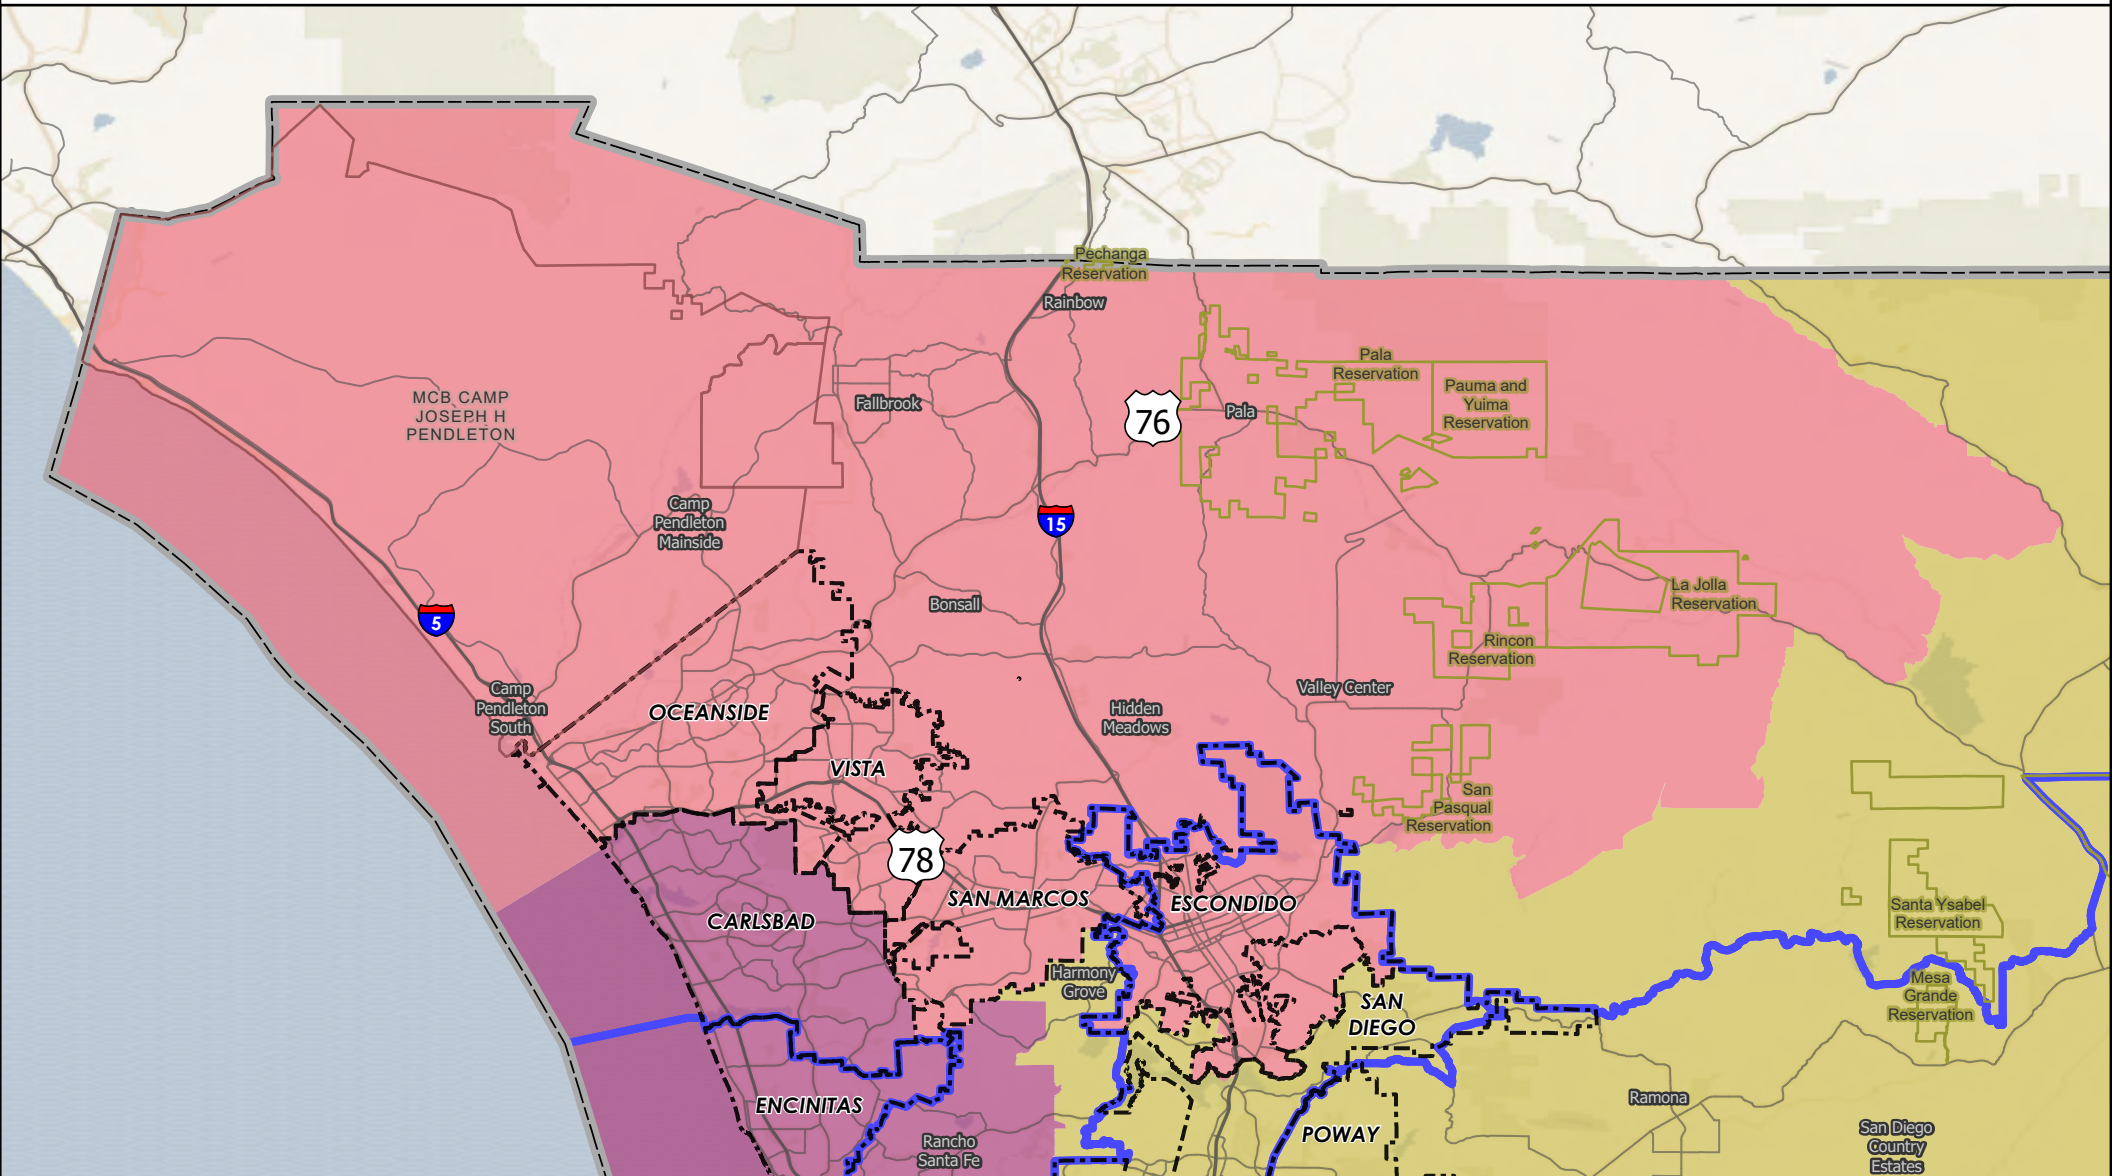 Pechanga
Reservation
Rainbow
Pala
Reservation
Pauma and
Yuima
Reservation
MCB CAMP
JOSEPH H
PENDLETON
Fallbrook
76
Pala
Camp
Pendleton
Mainside
15
5
Bonsall
La Jolla
Reservation
Rincon
Reservation
Camp
Pendleton
South
OCEANSIDE
Valley Center
Hidden
Meadows
VISTA
San
Pasqual
Reservation
78
SAN MARCOS
ESCONDIDO
CARLSBAD
Santa Ysabel
Reservation
Harmony
Grove
SAN
DIEGO
Mesa
Grande
Reservation
ENCINITAS
Ramona
POWAY
Rancho
Santa Fe
San Diego
Country
Estates